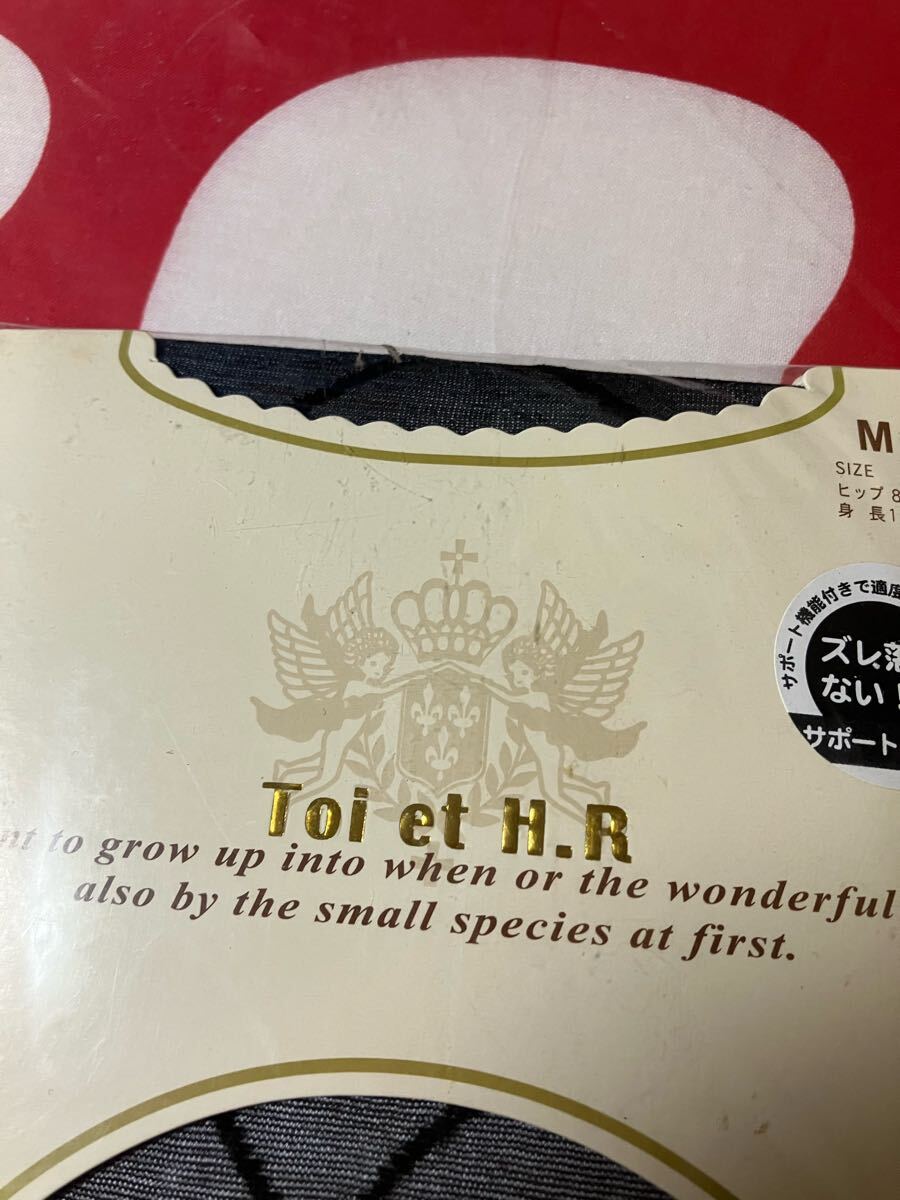 M
SIZE
ヒップ 8
身 長1
サポート機能付きで適度
ズレ落
ない!
サポート
Toi et H.R
to grow up into when or the wonderful
also by the small species at first.